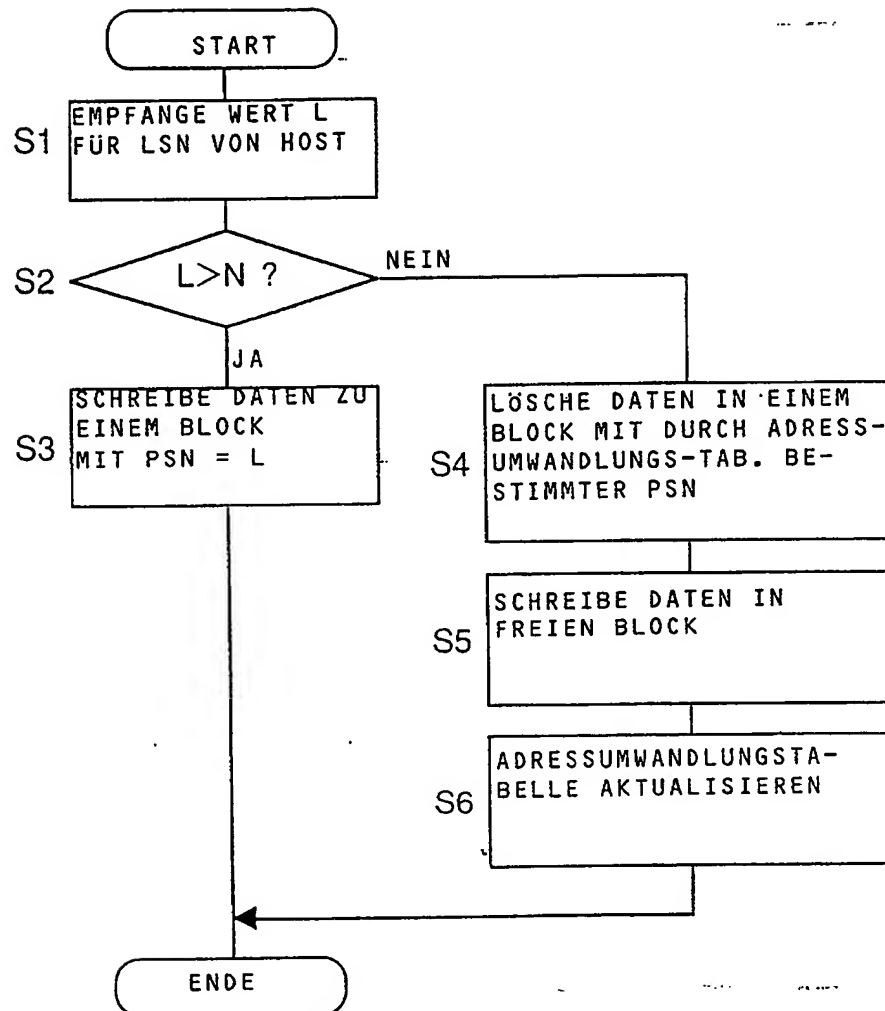 START
S1
EMPFANGE WERT L
FÜR LSN VON HOST
S2
L>N ?
NEIN
JA
S3
SCHREIBE DATEN ZU
EINEM BLOCK
MIT PSN = L
S4
LÖSCHE DATEN IN EINEM
BLOCK MIT DURCH ADRESS-
UMWANDLUNGS-TAB. BE-
STIMMTER PSN
S5
SCHREIBE DATEN IN
FREIEN BLOCK
S6
ADRESSUMWANDLUNGSTA-
BELLE AKTUALISIEREN
ENDE